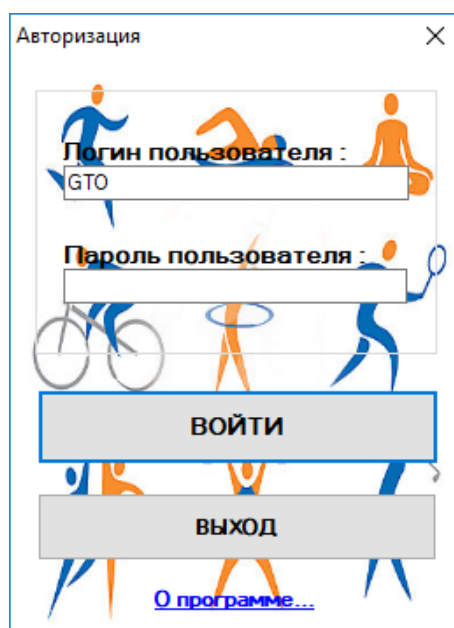 Авторизация
Логин пользователя :
GTO
Пароль пользователя :
ВОЙТИ
ВЫХОД
О программе...